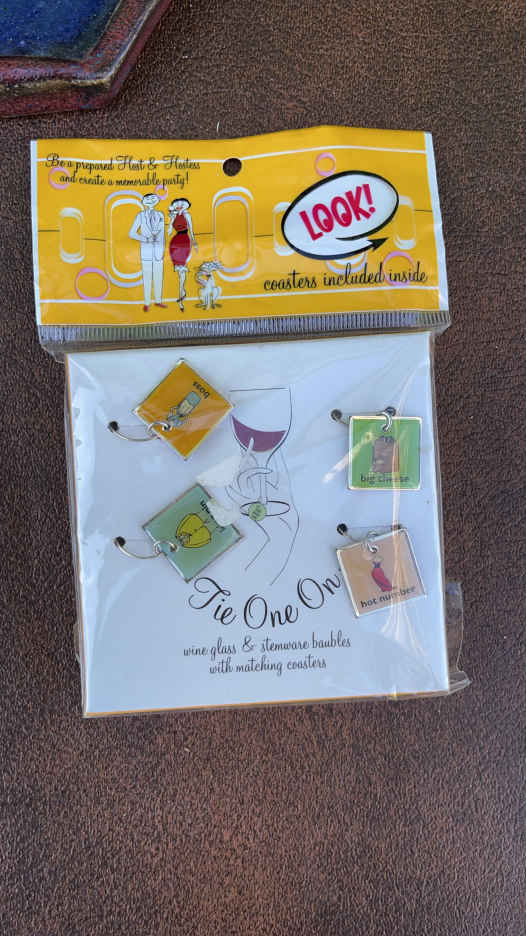 Be a prepared Host & Hostess
and create a memorable party!
LOOK!
coasters included inside
boss
big cheese
hot number
Tie One On
wine glass & stemware baubles
with matching coasters